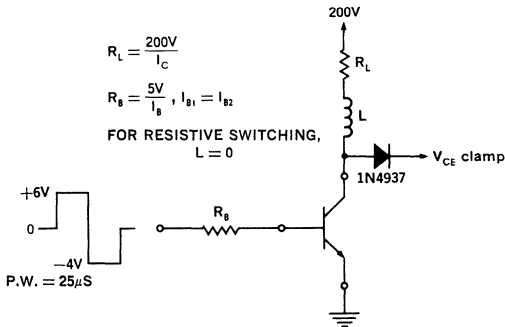 200V
R_L = 200V / I_C
R_L
R_B = 5V / I_B , I_B1 = I_B2
L
FOR RESISTIVE SWITCHING,
L = 0
V_CE clamp
1N4937
+6V
R_B
0
−4V
P.W. = 25μS